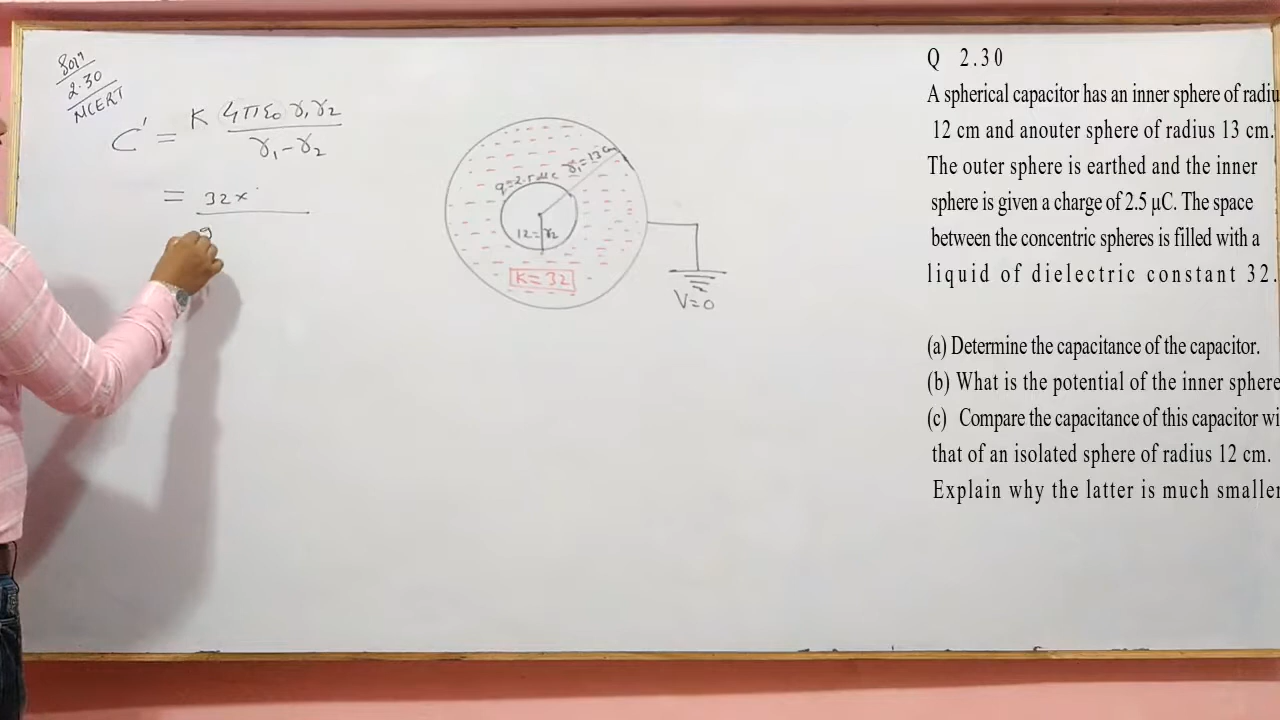 Solⁿ
2.30
NCERT
C' = K 4πε₀ r₁r₂
r₁-r₂
= 32×
9
q=2.5μC
r₁=13cm
12=r₂
K=32
V=0
Q 2.30
A spherical capacitor has an inner sphere of radiu
12 cm and anouter sphere of radius 13 cm.
The outer sphere is earthed and the inner
sphere is given a charge of 2.5 µC. The space
between the concentric spheres is filled with a
liquid of dielectric constant 32.
(a) Determine the capacitance of the capacitor.
(b) What is the potential of the inner sphere
(c) Compare the capacitance of this capacitor wi
that of an isolated sphere of radius 12 cm.
Explain why the latter is much smaller